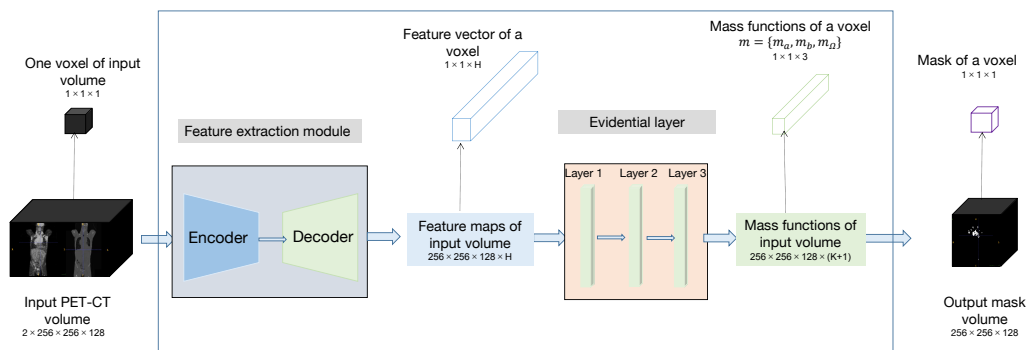 One voxel of input
volume
1 × 1 × 1
Input PET-CT
volume
2 × 256 × 256 × 128
Feature extraction module
Encoder
Decoder
Feature vector of a
voxel
1 × 1 × H
Feature maps of
input volume
256 × 256 × 128 × H
Evidential layer
Layer 1
Layer 2
Layer 3
Mass functions of a voxel
m = {m_a, m_b, m_Ω}
1 × 1 × 3
Mass functions of
input volume
256 × 256 × 128 × (K+1)
Mask of a voxel
1 × 1 × 1
Output mask
volume
256 × 256 × 128